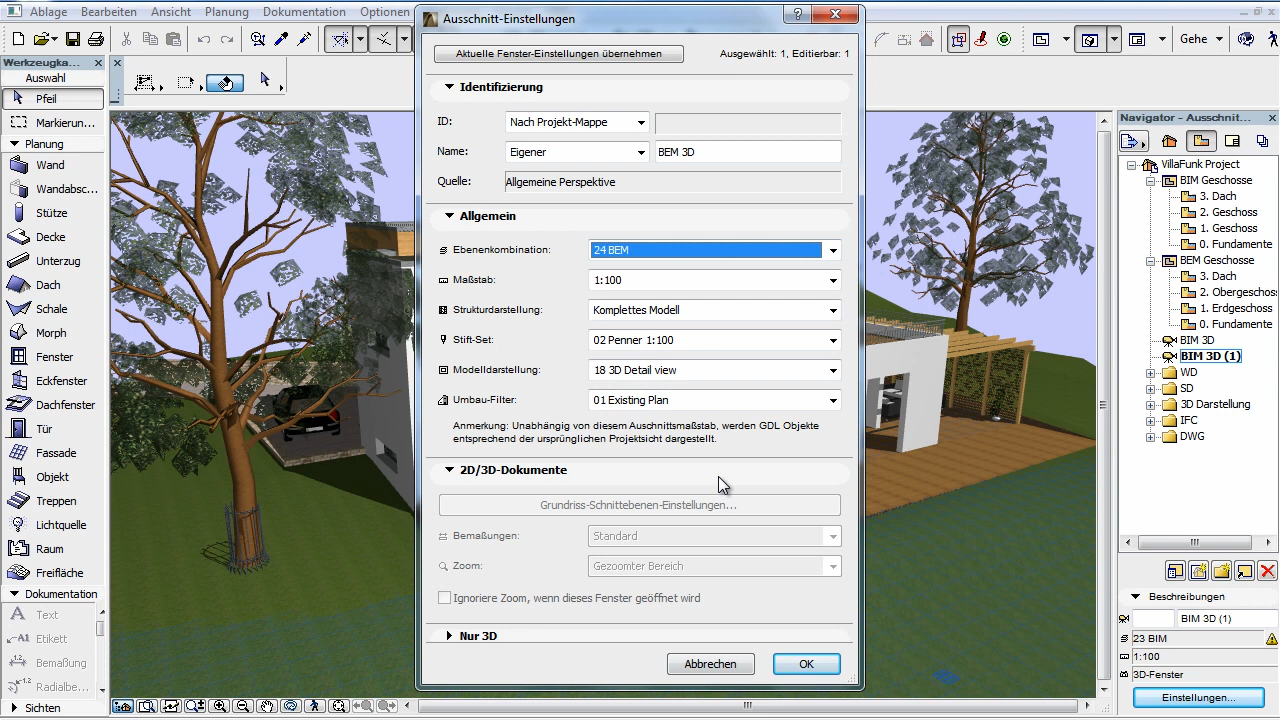 Ablage Bearbeiten Ansicht Planung Dokumentation Optionen
Ausschnitt-Einstellungen
Gehe
Werkzeugka...
Auswahl
Pfeil
Markierun...
Planung
Wand
Wandabsc...
Stütze
Decke
Unterzug
Dach
Schale
Morph
Fenster
Eckfenster
Dachfenster
Tür
Fassade
Objekt
Treppen
Lichtquelle
Raum
Freifläche
Dokumentation
Text
Etikett
Bemaßung
Radialbe...
Sichten
Aktuelle Fenster-Einstellungen übernehmen
Ausgewählt: 1, Editierbar: 1
Identifizierung
ID: Nach Projekt-Mappe
Name: Eigener BEM 3D
Quelle: Allgemeine Perspektive
Allgemein
Ebenenkombination: 24 BEM
Maßstab: 1:100
Strukturdarstellung: Komplettes Modell
Stift-Set: 02 Penner 1:100
Modelldarstellung: 18 3D Detail view
Umbau-Filter: 01 Existing Plan
Anmerkung: Unabhängig von diesem Auschnittsmaßstab, werden GDL Objekte
entsprechend der ursprünglichen Projektsicht dargestellt.
2D/3D-Dokumente
Grundriss-Schnittebenen-Einstellungen...
Bemaßungen: Standard
Zoom: Gezoomter Bereich
Ignoriere Zoom, wenn dieses Fenster geöffnet wird
Nur 3D
Abbrechen OK
Navigator - Ausschnit...
VillaFunk Project
BIM Geschosse
3. Dach
2. Geschoss
1. Geschoss
0. Fundamente
BEM Geschosse
3. Dach
2. Obergeschos
1. Erdgeschoss
0. Fundamente
BIM 3D
BIM 3D (1)
WD
SD
3D Darstellung
IFC
DWG
Beschreibungen
BIM 3D (1)
23 BIM
1:100
3D-Fenster
Einstellungen...